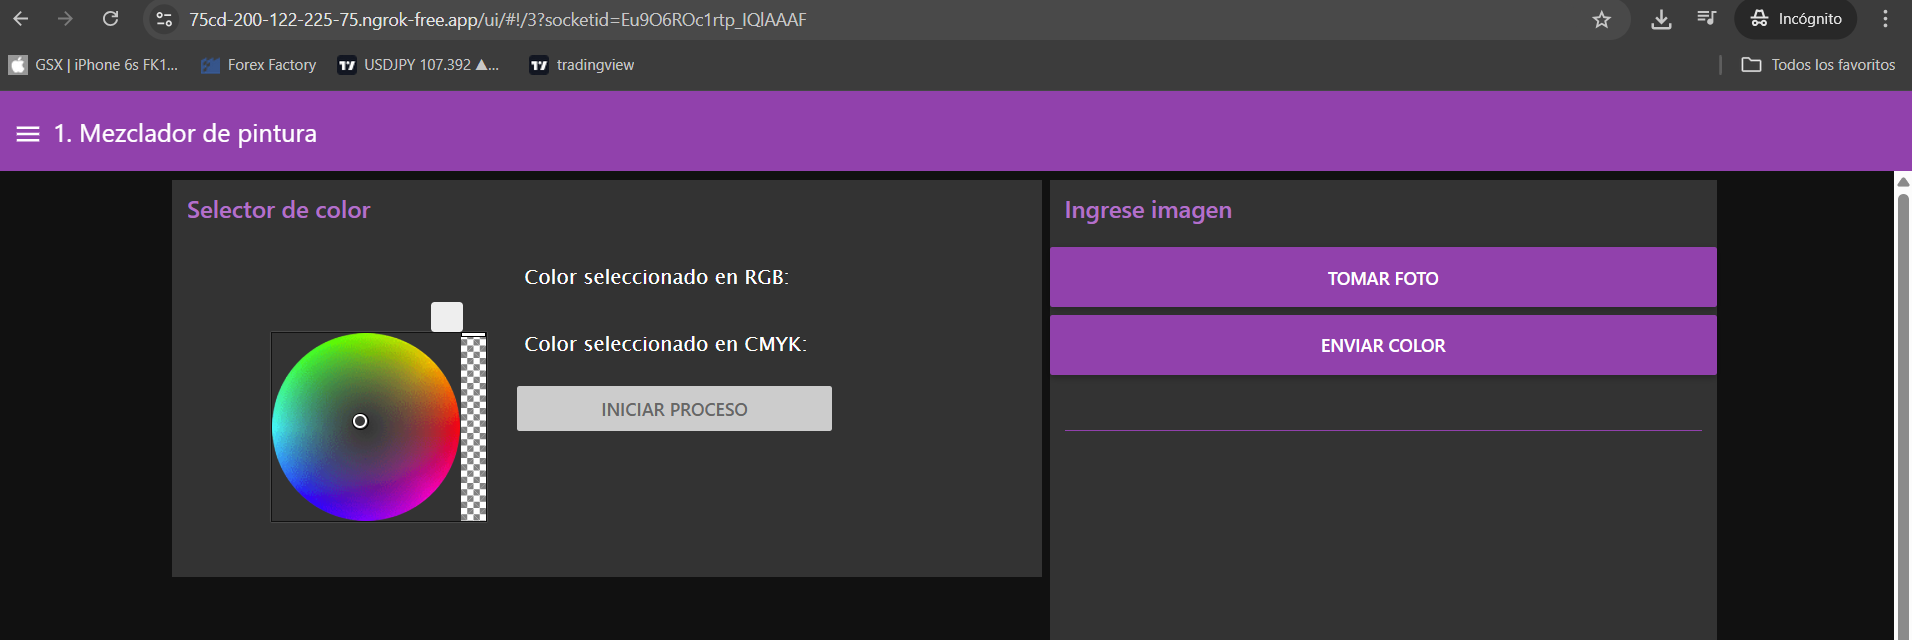 75cd-200-122-225-75.ngrok-free.app/ui/#!/3?socketid=Eu9O6ROc1rtp_IQlAAAF
Incógnito
GSX | iPhone 6s FK1...
Forex Factory
USDJPY 107.392 ▲...
tradingview
Todos los favoritos
1. Mezclador de pintura
Selector de color
Color seleccionado en RGB:
Color seleccionado en CMYK:
INICIAR PROCESO
Ingrese imagen
TOMAR FOTO
ENVIAR COLOR